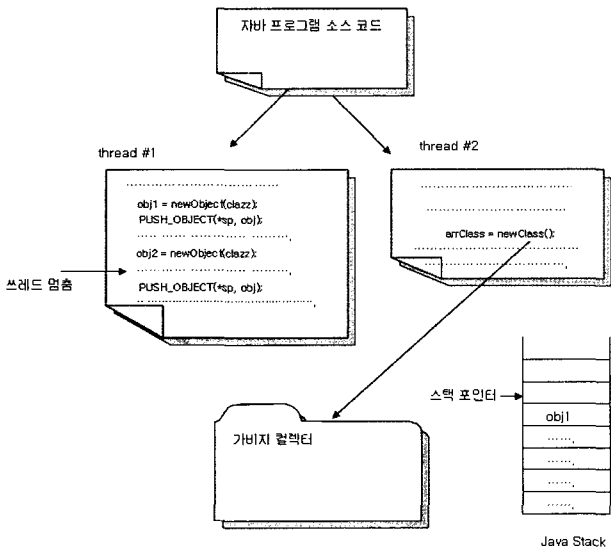 자바 프로그램 소스 코드
thread #1
thread #2
obj1 = newObject(clazz);
PUSH_OBJECT(*sp, obj);
obj2 = newObject(clazz);
PUSH_OBJECT(*sp, obj);
arrClass = newClass();
쓰레드 멈춤
스택 포인터
obj1
가비지 컬렉터
Java Stack